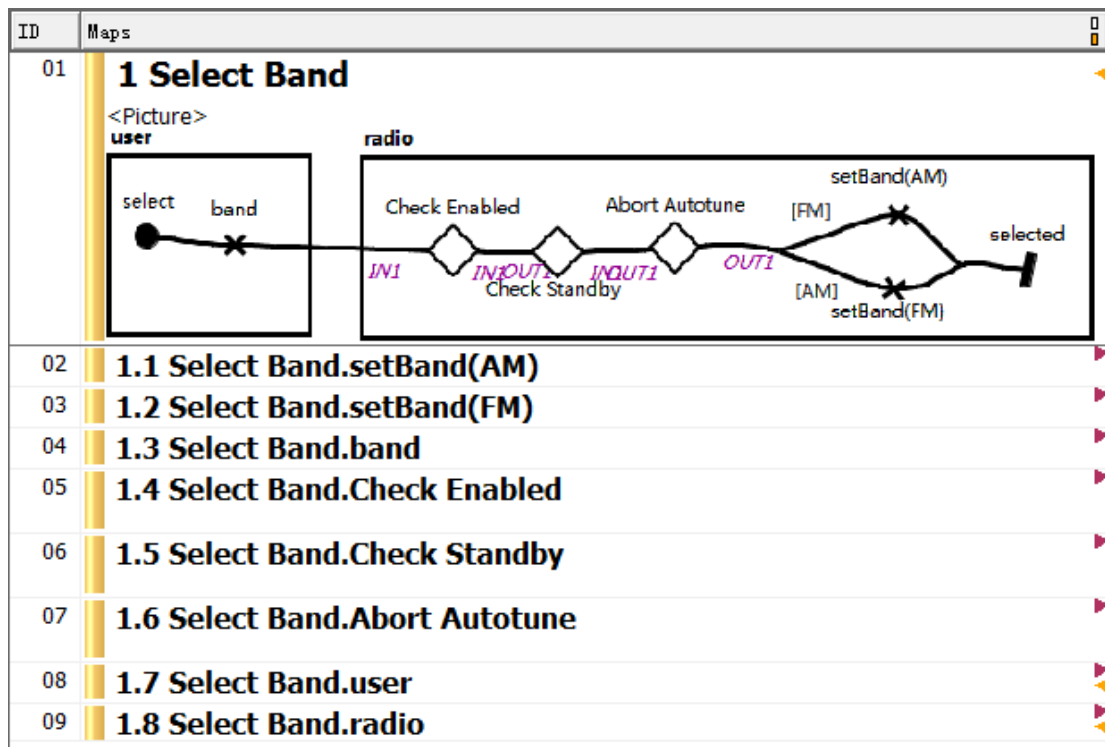 ID Maps
01 1 Select Band
<Picture>
user radio
select band Check Enabled Abort Autotune [FM] setBand(AM) selected
IN1 IN1 OUT1 OUT1 OUT1
Check Standby [AM]
setBand(FM)
02 1.1 Select Band.setBand(AM)
03 1.2 Select Band.setBand(FM)
04 1.3 Select Band.band
05 1.4 Select Band.Check Enabled
06 1.5 Select Band.Check Standby
07 1.6 Select Band.Abort Autotune
08 1.7 Select Band.user
09 1.8 Select Band.radio